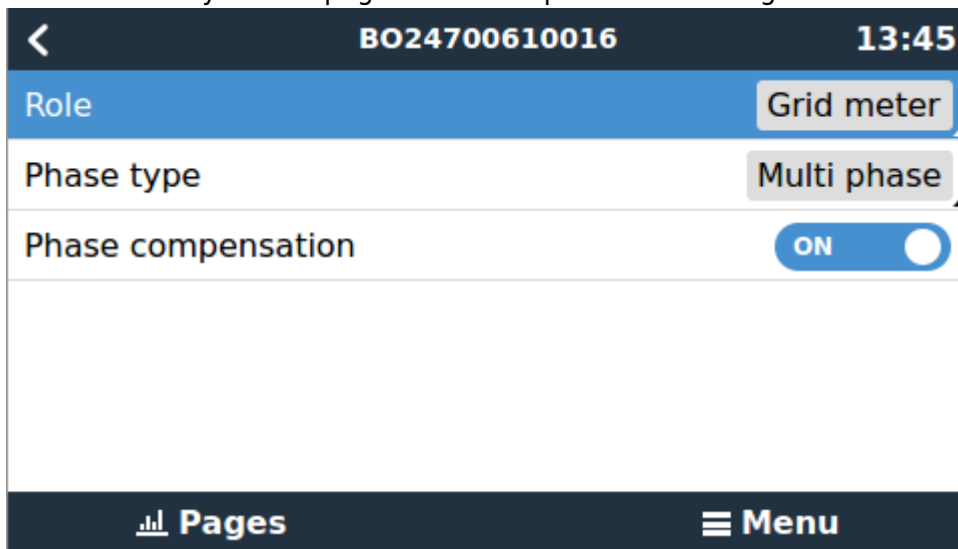 BO24700610016 13:45
Role Grid meter
Phase type Multi phase
Phase compensation ON
Pages Menu